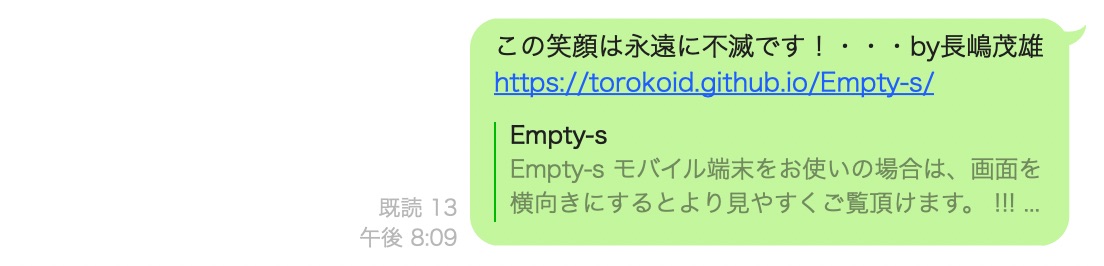 この笑顔は永遠に不滅です！・・・by長嶋茂雄
https://torokoid.github.io/Empty-s/
Empty-s
Empty-s モバイル端末をお使いの場合は、画面を
横向きにするとより見やすくご覧頂けます。 !!! ...
既読 13
午後 8:09